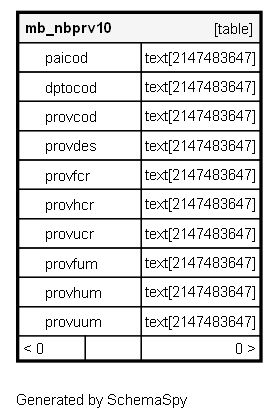 mb_nbprv10 [table]
paicod text[2147483647]
dptocod text[2147483647]
provcod text[2147483647]
provdes text[2147483647]
provfcr text[2147483647]
provhcr text[2147483647]
provucr text[2147483647]
provfum text[2147483647]
provhum text[2147483647]
provuum text[2147483647]
< 0 0 >
Generated by SchemaSpy